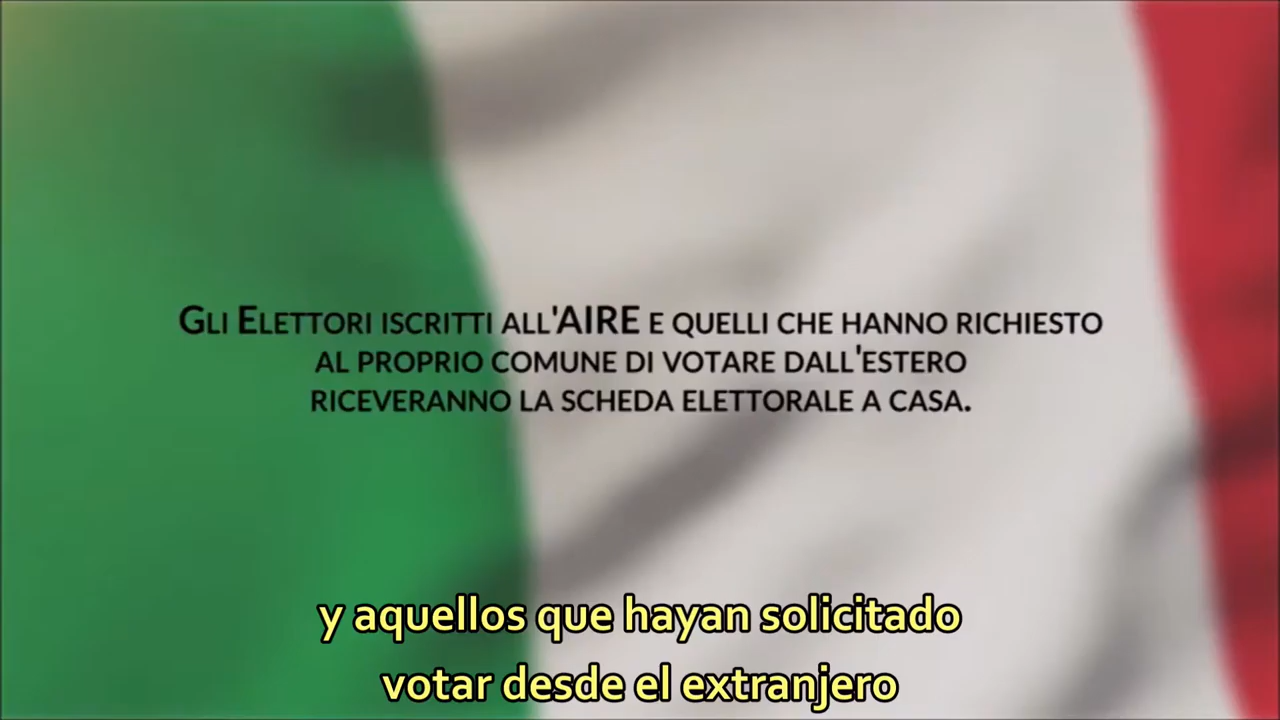 Gli Elettori iscritti all'AIRE e quelli che hanno richiesto
al proprio comune di votare dall'estero
riceveranno la scheda elettorale a casa.
y aquellos que hayan solicitado
votar desde el extranjero